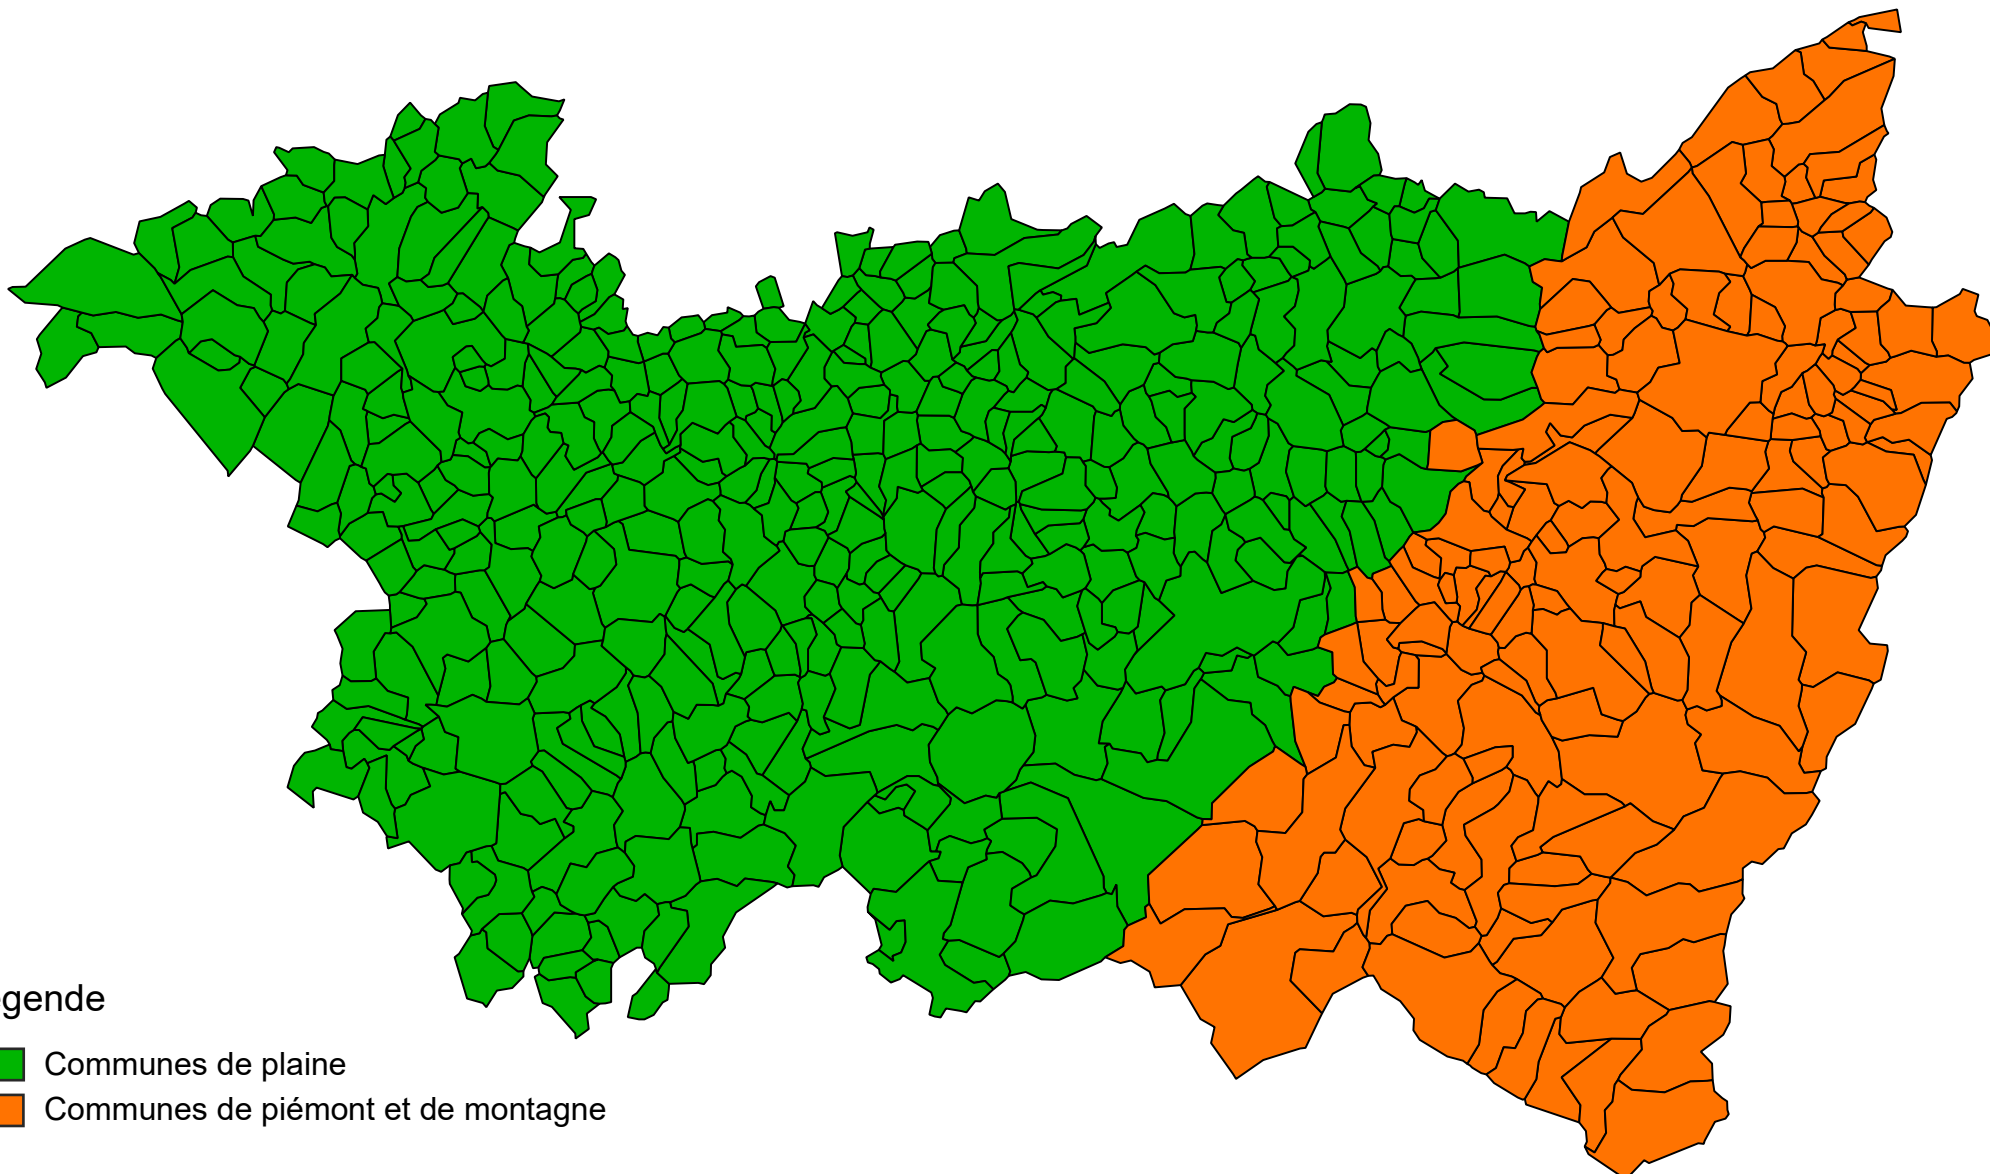 gende
Communes de plaine
Communes de piémont et de montagne